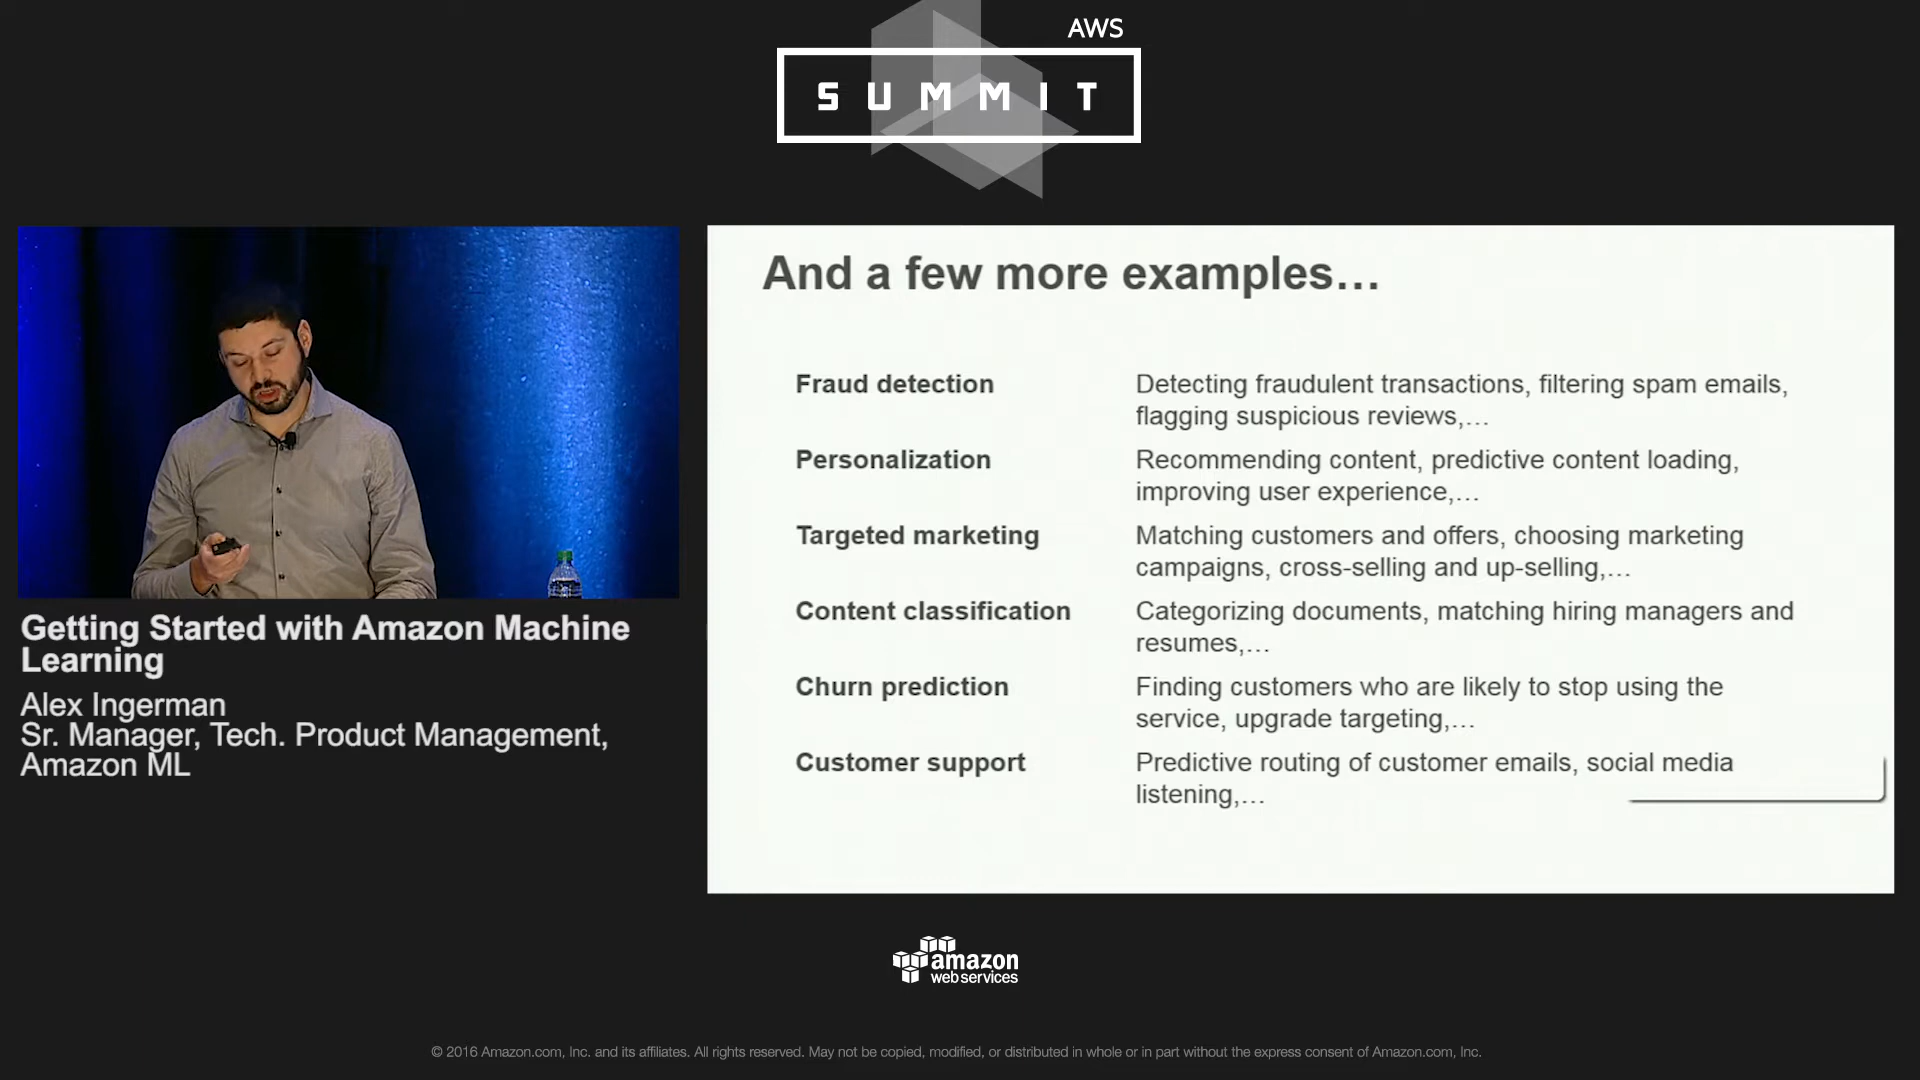 AWS
SUMMIT
And a few more examples…
Fraud detection
Detecting fraudulent transactions, filtering spam emails,
flagging suspicious reviews,…
Personalization
Recommending content, predictive content loading,
improving user experience,…
Targeted marketing
Matching customers and offers, choosing marketing
campaigns, cross-selling and up-selling,…
Content classification
Categorizing documents, matching hiring managers and
resumes,…
Churn prediction
Finding customers who are likely to stop using the
service, upgrade targeting,…
Customer support
Predictive routing of customer emails, social media
listening,…
Getting Started with Amazon Machine
Learning
Alex Ingerman
Sr. Manager, Tech. Product Management,
Amazon ML
amazon
webservices
© 2016 Amazon.com, Inc. and its affiliates. All rights reserved. May not be copied, modified, or distributed in whole or in part without the express consent of Amazon.com, Inc.